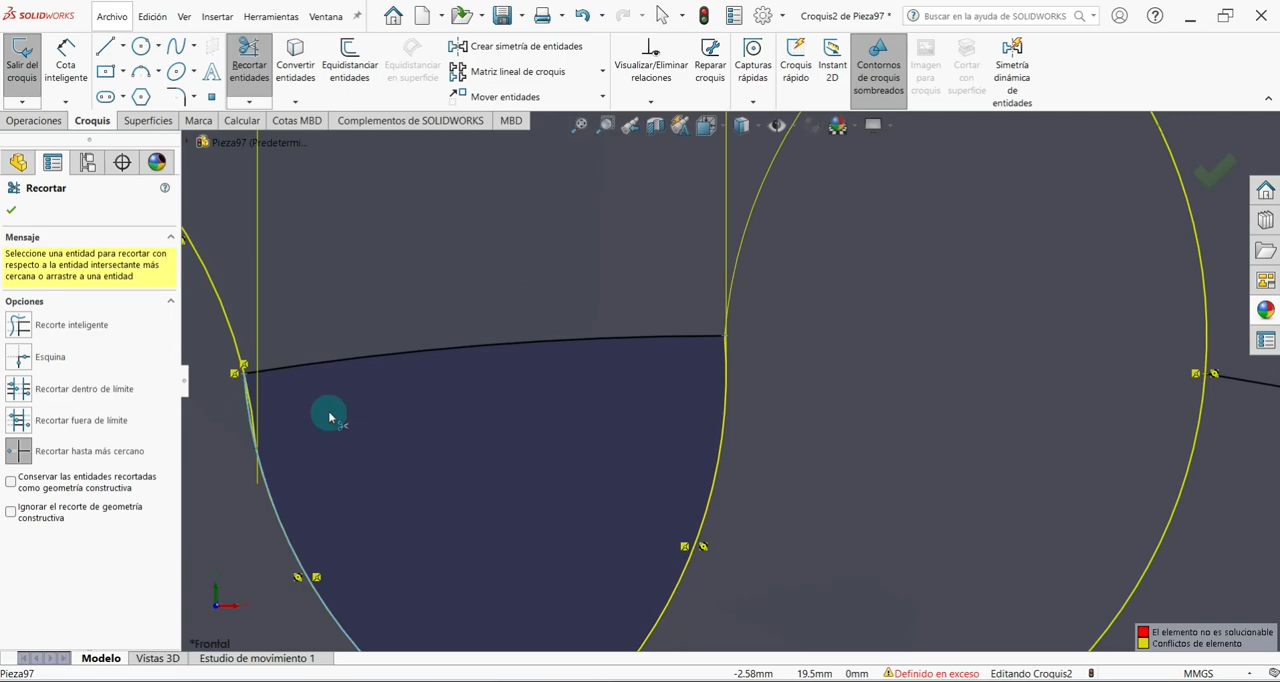 SOLIDWORKS
Archivo
Edición
Ver
Insertar
Herramientas
Ventana
Croquis2 de Pieza97 *
Buscar en la ayuda de SOLIDWORKS
Salir del croquis
Cota inteligente
Recortar entidades
Convertir entidades
Equidistanciar entidades
Equidistanciar en superficie
Crear simetría de entidades
Matriz lineal de croquis
Mover entidades
Visualizar/Eliminar relaciones
Reparar croquis
Capturas rápidas
Croquis rápido
Instant 2D
Contornos de croquis sombreados
Imagen para croquis
Cortar con superficie
Simetría dinámica de entidades
Operaciones
Croquis
Superficies
Marca
Calcular
Cotas MBD
Complementos de SOLIDWORKS
MBD
Pieza97 (Predetermi...
Recortar
Mensaje
Seleccione una entidad para recortar con
respecto a la entidad intersectante más
cercana o arrastre a una entidad
Opciones
Recorte inteligente
Esquina
Recortar dentro de límite
Recortar fuera de límite
Recortar hasta más cercano
Conservar las entidades recortadas
como geometría constructiva
Ignorar el recorte de geometría
constructiva
*Frontal
El elemento no es solucionable
Conflictos de elemento
Modelo
Vistas 3D
Estudio de movimiento 1
Pieza97
-2.58mm
19.5mm
0mm
Definido en exceso
Editando Croquis2
MMGS